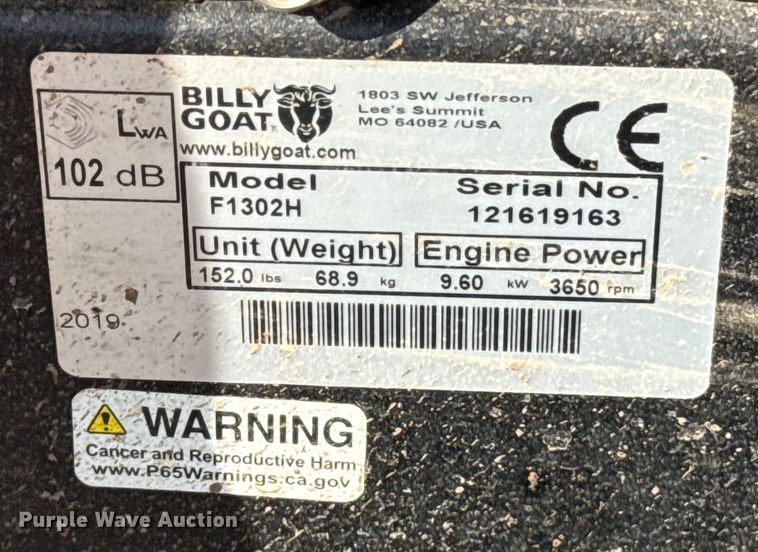 LWA
102 dB
BILLY
GOAT
www.billygoat.com
1803 SW Jefferson
Lee's Summit
MO 64082 /USA
CE
Model Serial No.
F1302H 121619163
Unit (Weight) Engine Power
152.0 lbs 68.9 kg 9.60 kW 3650 rpm
2019
WARNING
Cancer and Reproductive Harm
www.P65Warnings.ca.gov
Purple Wave Auction